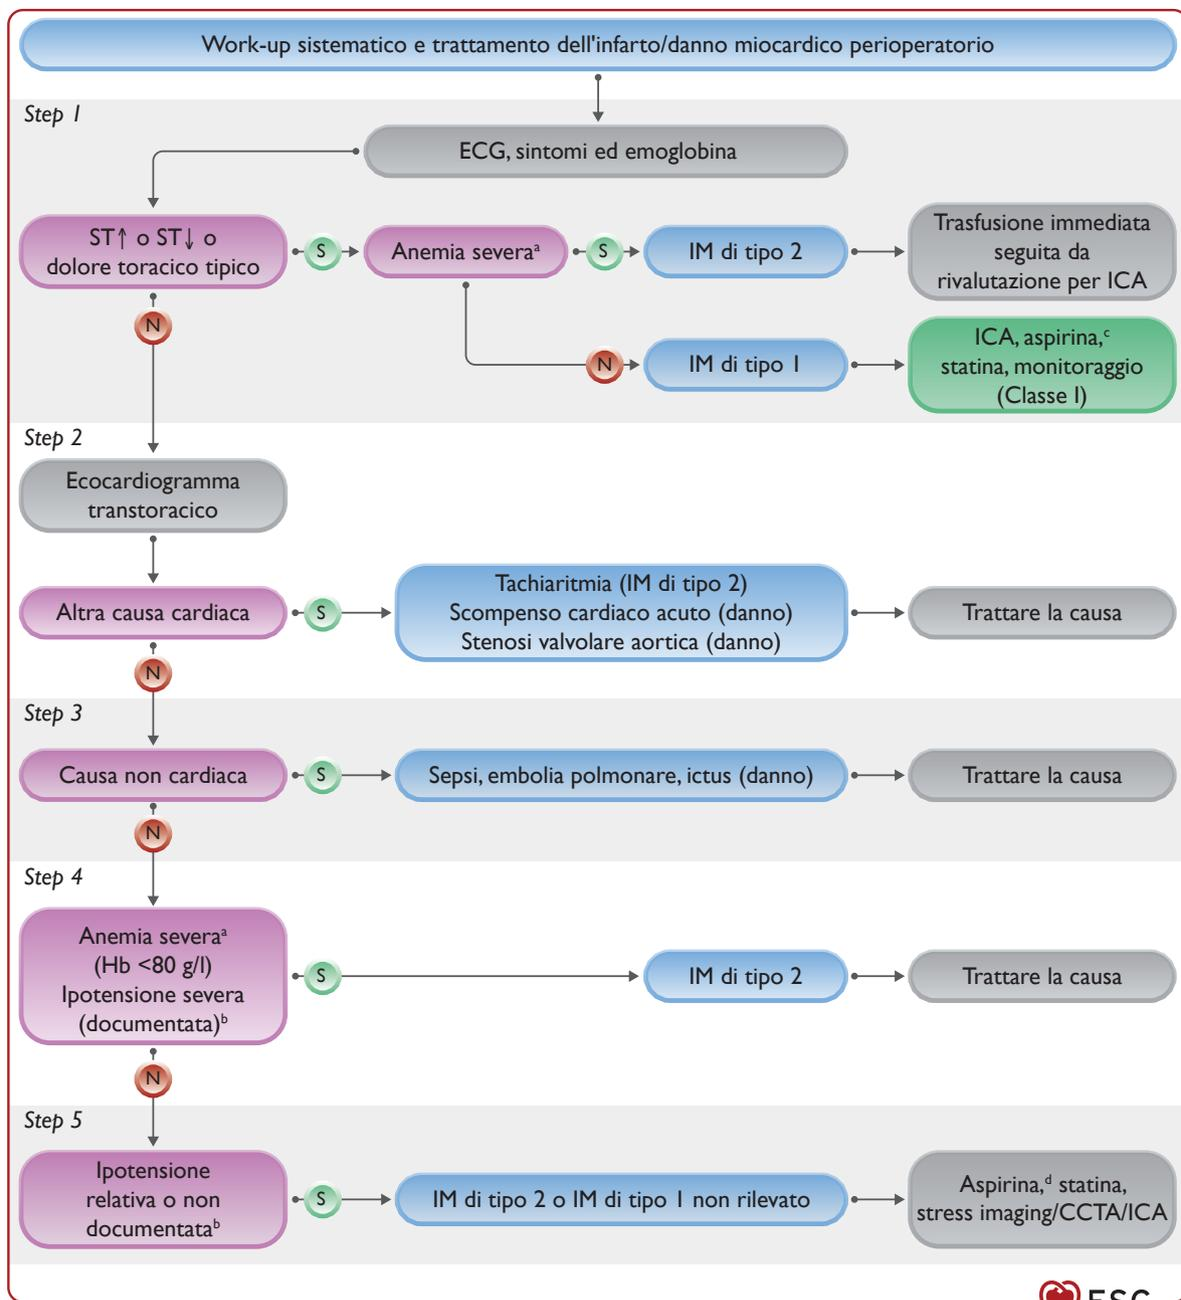 Work-up sistematico e trattamento dell'infarto/danno miocardico perioperatorio
Step 1
ECG, sintomi ed emoglobina
ST↑ o ST↓ o
dolore toracico tipico
S
Anemia severaᵃ
S
IM di tipo 2
Trasfusione immediata
seguita da
rivalutazione per ICA
N
N
IM di tipo 1
ICA, aspirina,ᶜ
statina, monitoraggio
(Classe I)
Step 2
Ecocardiogramma
transtoracico
Altra causa cardiaca
S
Tachiaritmia (IM di tipo 2)
Scompenso cardiaco acuto (danno)
Stenosi valvolare aortica (danno)
Trattare la causa
N
Step 3
Causa non cardiaca
S
Sepsi, embolia polmonare, ictus (danno)
Trattare la causa
N
Step 4
Anemia severaᵃ
(Hb <80 g/l)
Ipotensione severa
(documentata)ᵇ
S
IM di tipo 2
Trattare la causa
N
Step 5
Ipotensione
relativa o non
documentataᵇ
S
IM di tipo 2 o IM di tipo 1 non rilevato
Aspirina,ᵈ statina,
stress imaging/CCTA/ICA
ESC